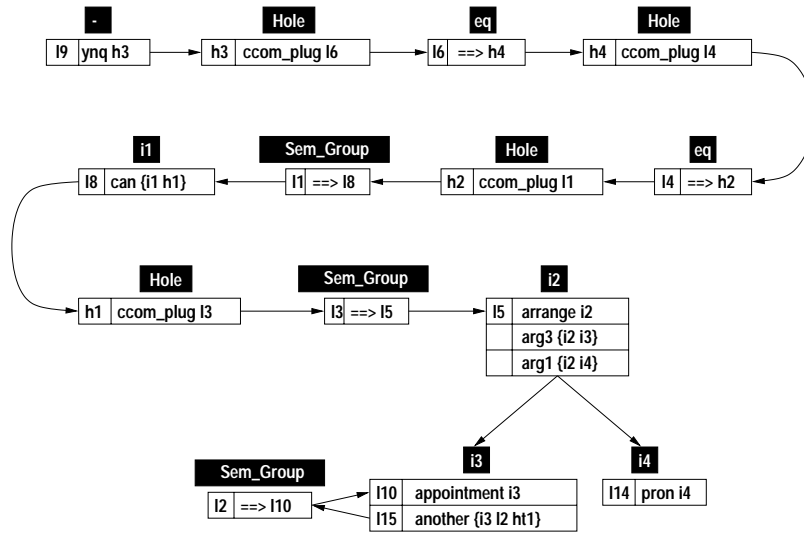 - Hole eq Hole
l9 ynq h3 h3 ccom_plug l6 l6 ==> h4 h4 ccom_plug l4
i1 Sem_Group Hole eq
l8 can {i1 h1} l1 ==> l8 h2 ccom_plug l1 l4 ==> h2
Hole Sem_Group i2
h1 ccom_plug l3 l3 ==> l5 l5 arrange i2
arg3 {i2 i3}
arg1 {i2 i4}
Sem_Group i3 i4
l2 ==> l10 l10 appointment i3 l14 pron i4
l15 another {i3 l2 ht1}